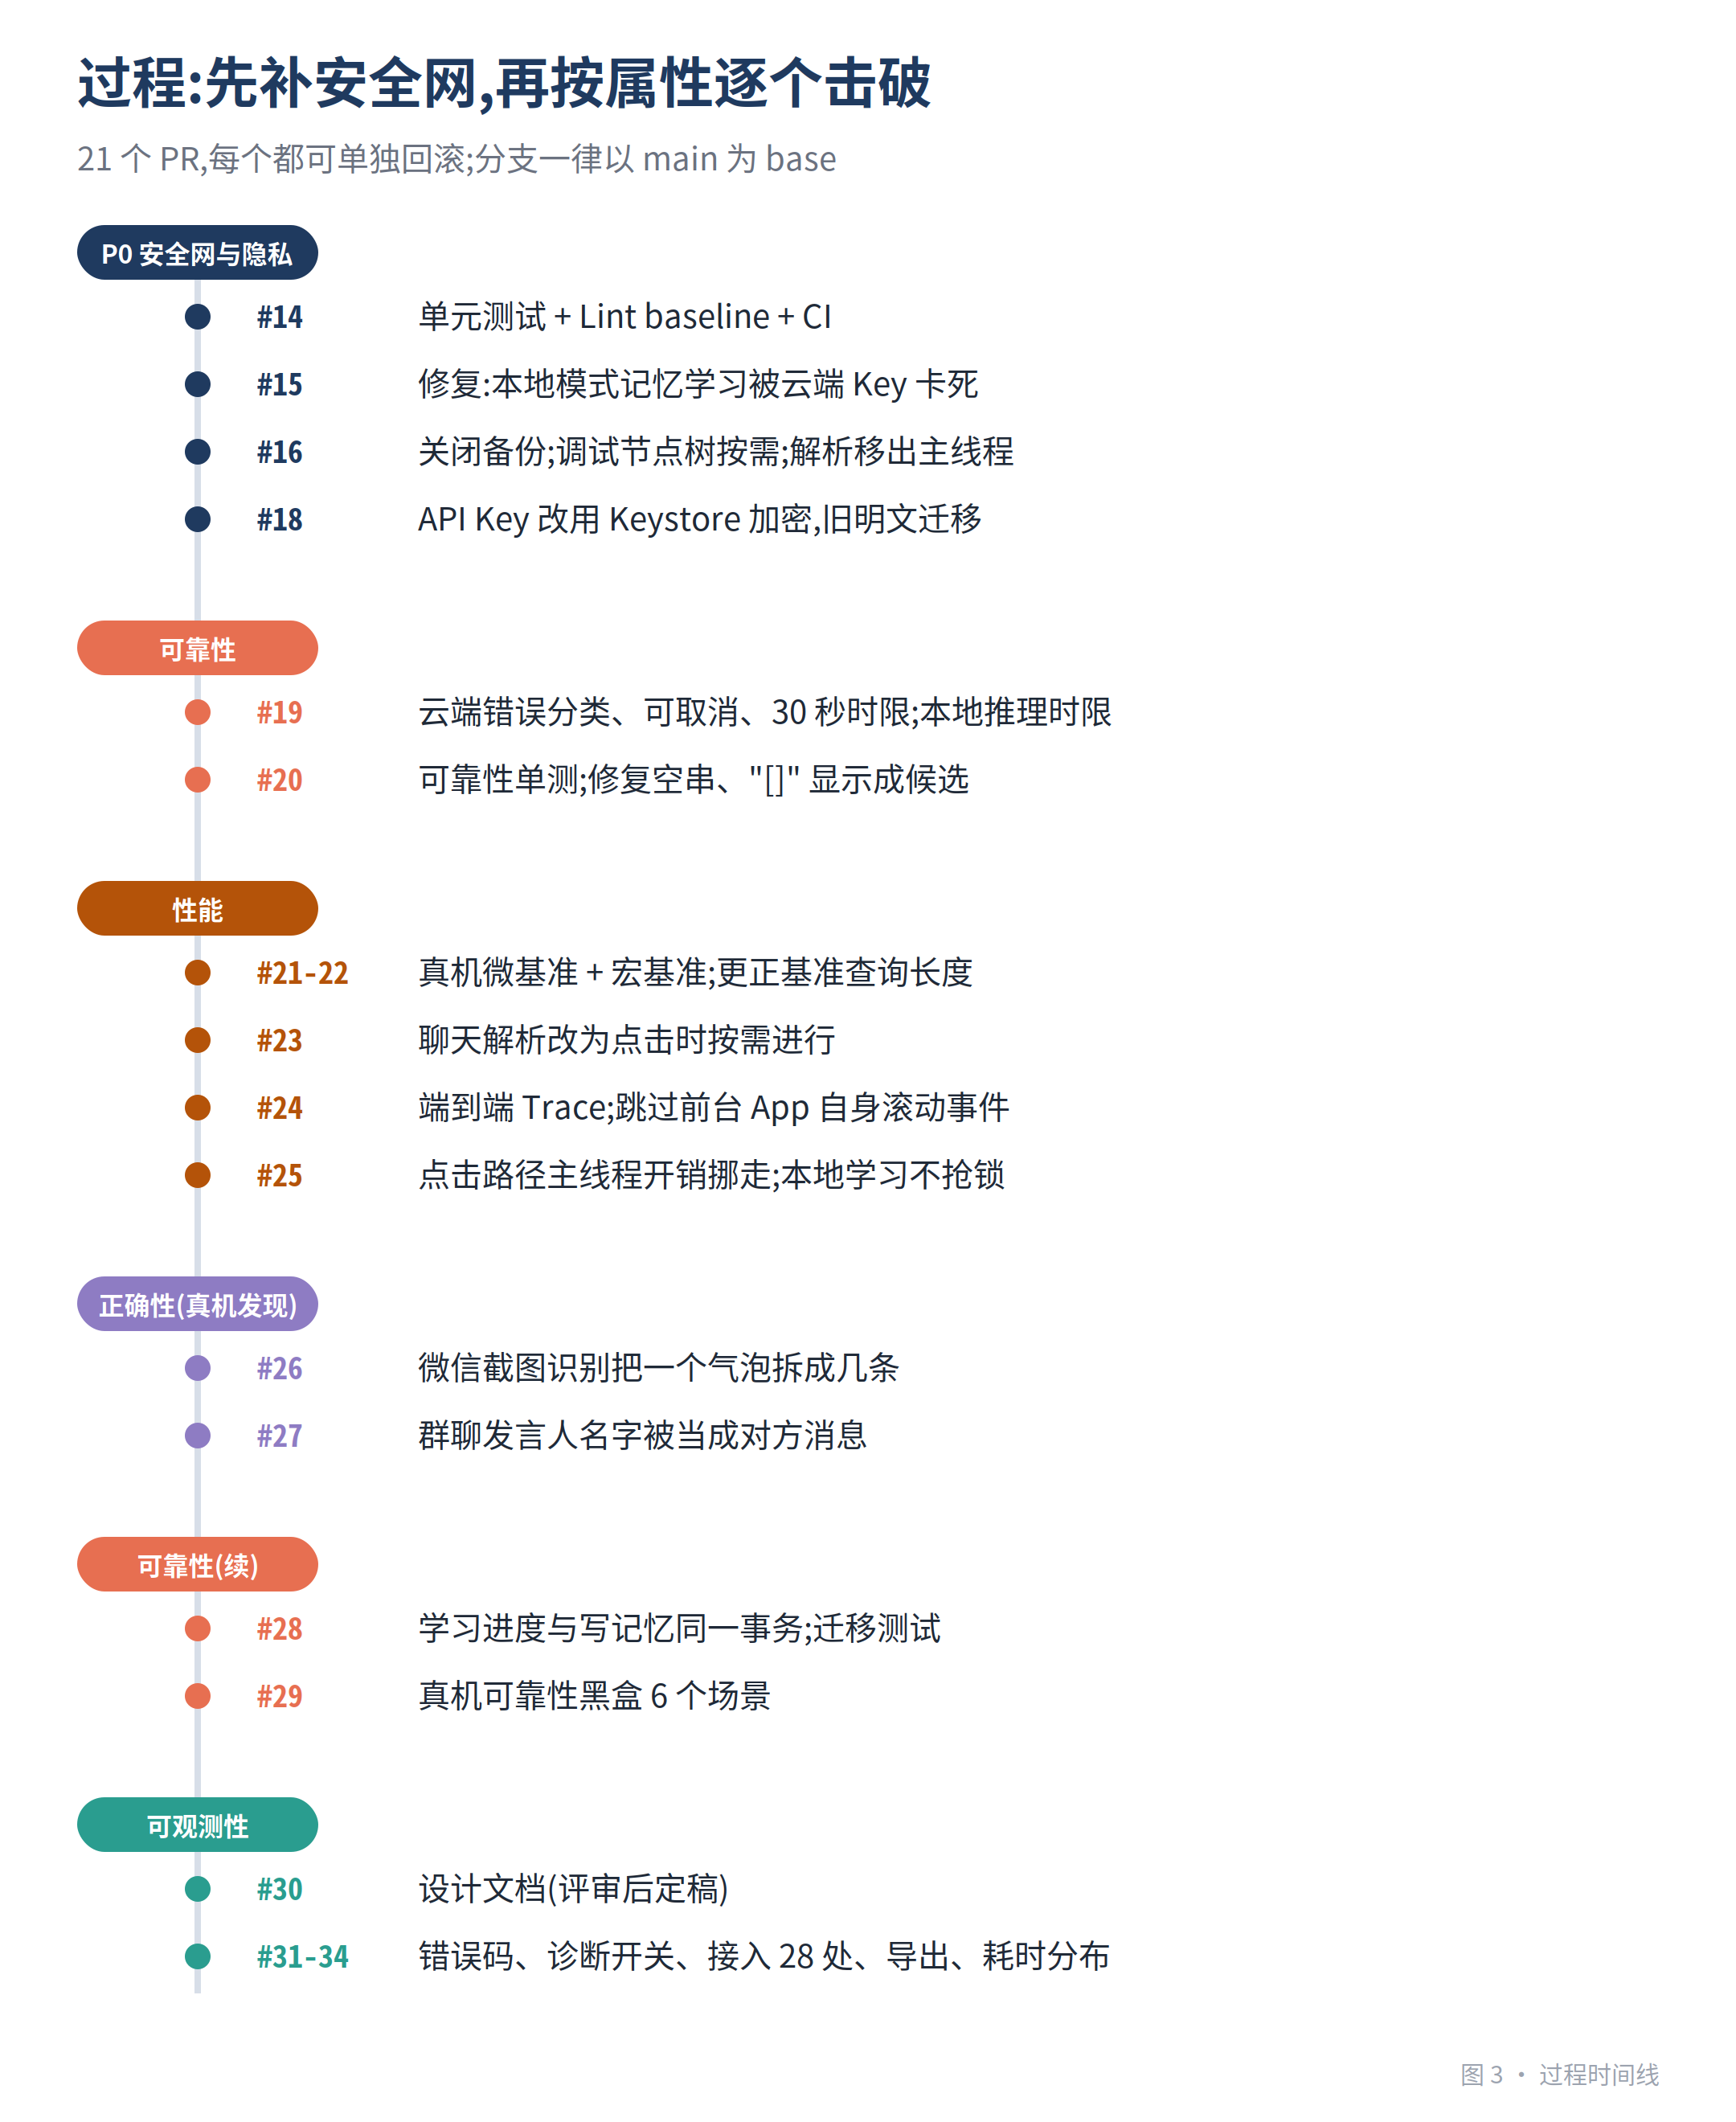 过程:先补安全网,再按属性逐个击破
21 个 PR,每个都可单独回滚;分支一律以 main 为 base
P0 安全网与隐私
#14 单元测试 + Lint baseline + CI
#15 修复:本地模式记忆学习被云端 Key 卡死
#16 关闭备份;调试节点树按需;解析移出主线程
#18 API Key 改用 Keystore 加密,旧明文迁移
可靠性
#19 云端错误分类、可取消、30 秒时限;本地推理时限
#20 可靠性单测;修复空串、"[]" 显示成候选
性能
#21-22 真机微基准 + 宏基准;更正基准查询长度
#23 聊天解析改为点击时按需进行
#24 端到端 Trace;跳过前台 App 自身滚动事件
#25 点击路径主线程开销挪走;本地学习不抢锁
正确性(真机发现)
#26 微信截图识别把一个气泡拆成几条
#27 群聊发言人名字被当成对方消息
可靠性(续)
#28 学习进度与写记忆同一事务;迁移测试
#29 真机可靠性黑盒 6 个场景
可观测性
#30 设计文档(评审后定稿)
#31-34 错误码、诊断开关、接入 28 处、导出、耗时分布
图 3 · 过程时间线